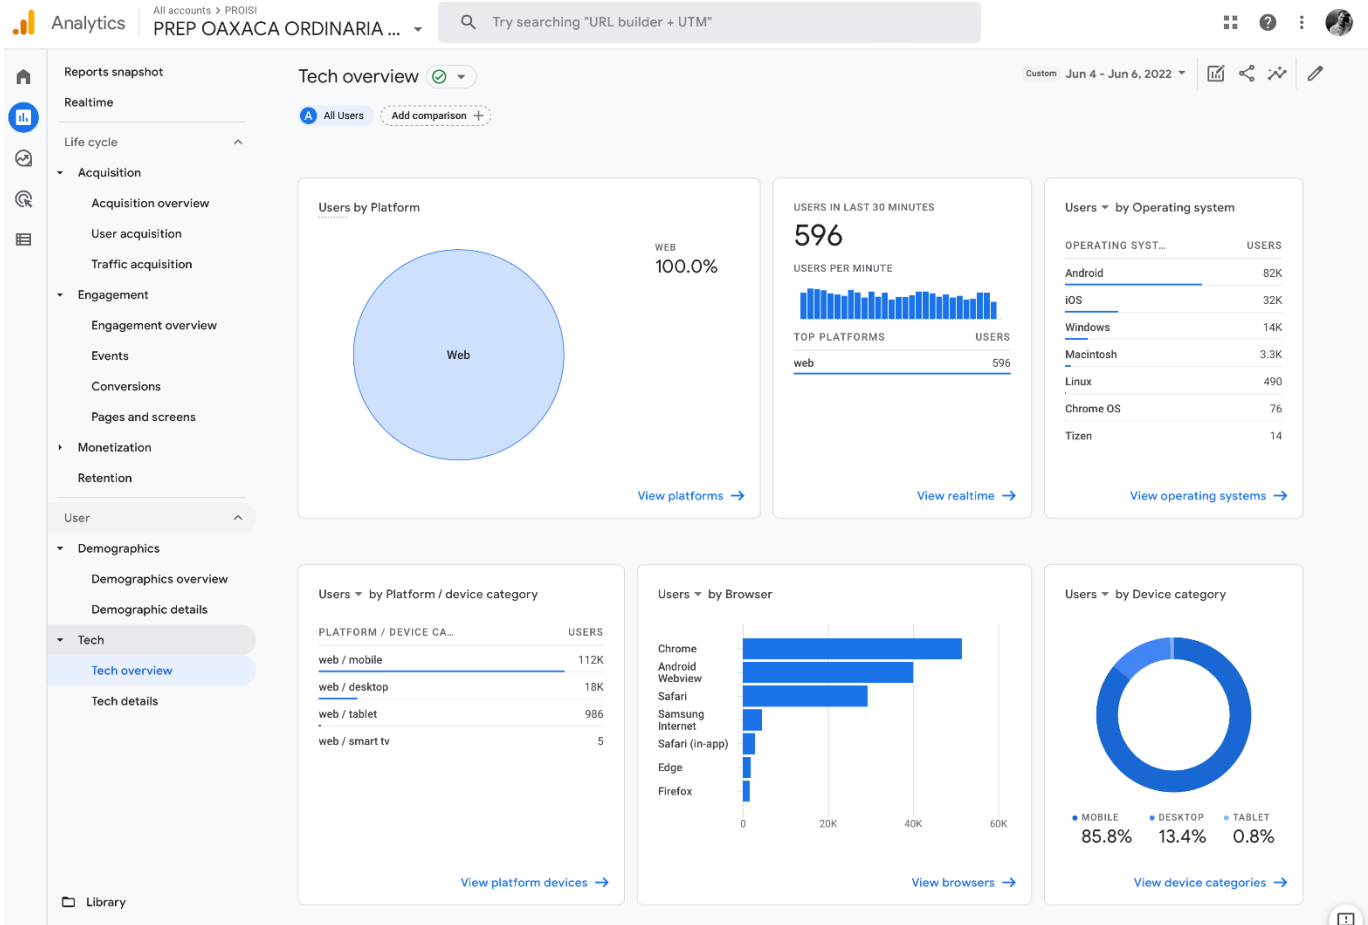 All accounts > PROISI
Analytics
PREP OAXACA ORDINARIA ...
Try searching "URL builder + UTM"
Reports snapshot
Realtime
Life cycle
Acquisition
Acquisition overview
User acquisition
Traffic acquisition
Engagement
Engagement overview
Events
Conversions
Pages and screens
Monetization
Retention
User
Demographics
Demographics overview
Demographic details
Tech
Tech overview
Tech details
Library
Tech overview
Custom Jun 4 - Jun 6, 2022
A All Users
Add comparison +
Users by Platform
WEB
100.0%
Web
View platforms →
USERS IN LAST 30 MINUTES
596
USERS PER MINUTE
TOP PLATFORMS USERS
web 596
View realtime →
Users by Operating system
OPERATING SYST... USERS
Android 82K
iOS 32K
Windows 14K
Macintosh 3.3K
Linux 490
Chrome OS 76
Tizen 14
View operating systems →
Users by Platform / device category
PLATFORM / DEVICE CA... USERS
web / mobile 112K
web / desktop 18K
web / tablet 986
web / smart tv 5
View platform devices →
Users by Browser
Chrome
Android
Webview
Safari
Samsung
Internet
Safari (in-app)
Edge
Firefox
0 20K 40K 60K
View browsers →
Users by Device category
MOBILE DESKTOP TABLET
85.8% 13.4% 0.8%
View device categories →